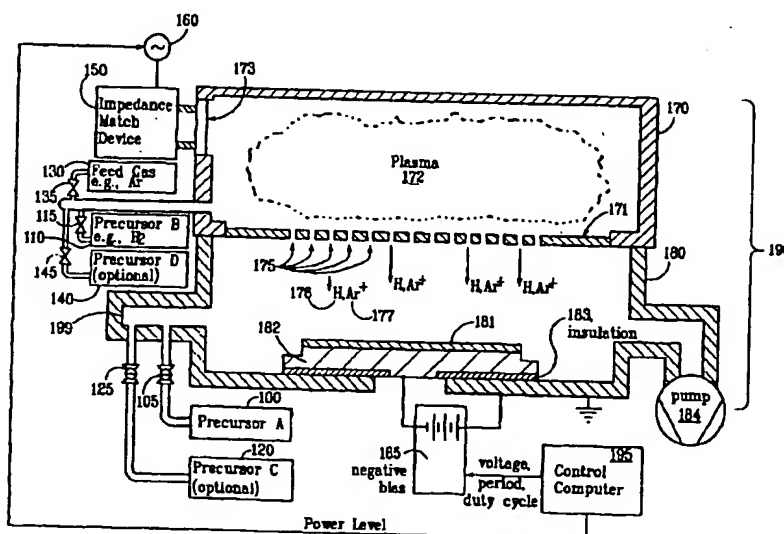 160
150
173
Impedance
Match
Device
170
130
Feed Gas
e.g., Ar
135
Plasma
172
115
Precursor B
e.g., H2
171
110
Precursor D
(optional)
145
140
175
H,Ar+
H,Ar+
H,Ar+
H,Ar+
176
177
180
190
199
181
183,
insulation
182
125
105
100
Precursor A
120
Precursor C
(optional)
185
negative
bias
voltage,
period,
duty cycle
195
Control
Computer
pump
184
Power Level